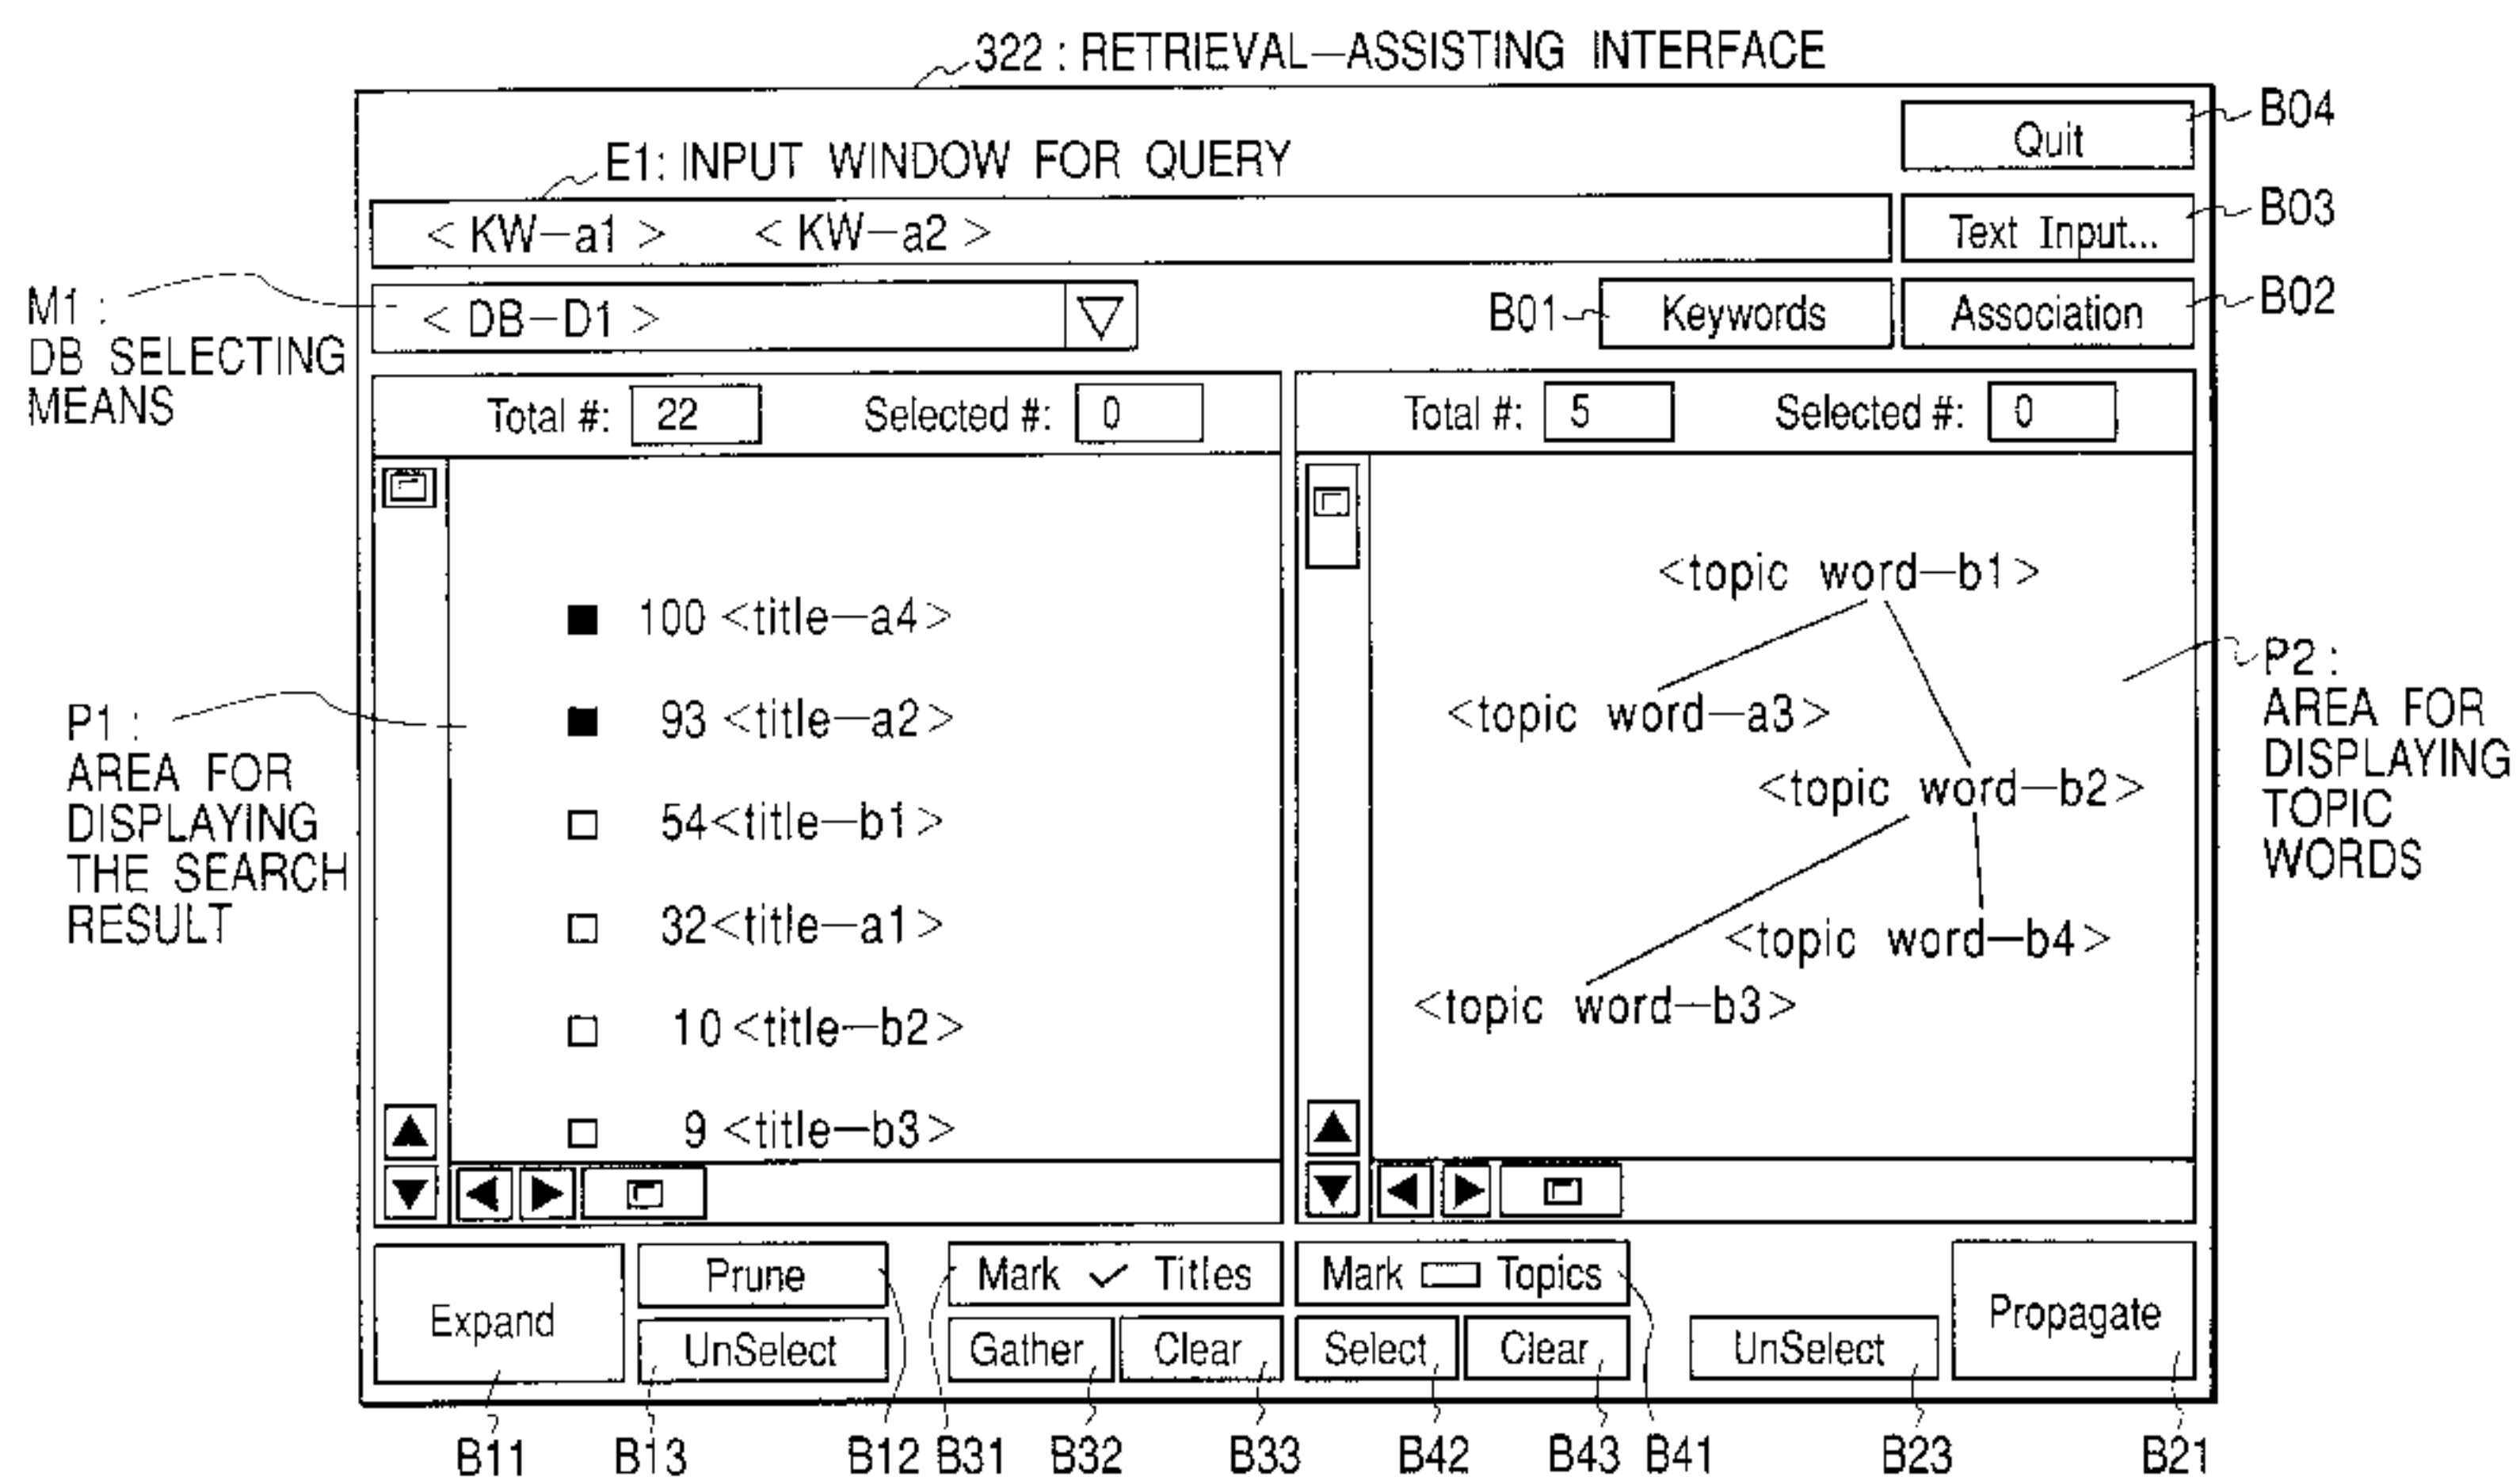 322 : RETRIEVAL—ASSISTING INTERFACE
Quit
B04
E1: INPUT WINDOW FOR QUERY
< KW—a1 > < KW—a2 >
Text Input...
B03
M1 :
DB SELECTING
MEANS
< DB—D1 >
B01
Keywords
Association
B02
Total #: 22 Selected #: 0
Total #: 5 Selected #: 0
P1 :
AREA FOR
DISPLAYING
THE SEARCH
RESULT
100 <title—a4>
93 <title—a2>
54<title—b1>
32<title—a1>
10<title—b2>
9 <title—b3>
<topic word—b1>
<topic word—a3>
<topic word—b2>
<topic word—b4>
<topic word—b3>
P2 :
AREA FOR
DISPLAYING
TOPIC
WORDS
Expand
Prune
UnSelect
Mark ✓ Titles
Gather Clear
Mark Topics
Select Clear
UnSelect
Propagate
B11 B13 B12 B31 B32 B33 B42 B43 B41 B23 B21